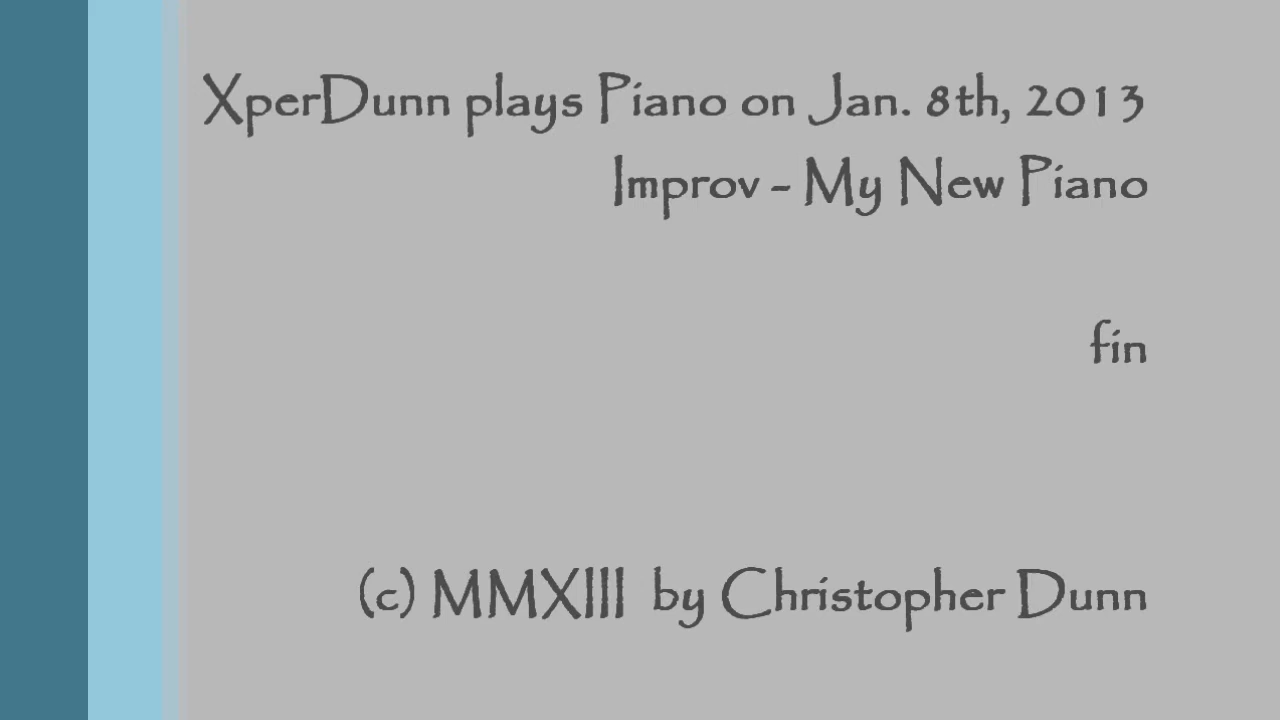 XperDunn plays Piano on Jan. 8th, 2013
Improv - My New Piano
fin
(c) MMXIII by Christopher Dunn